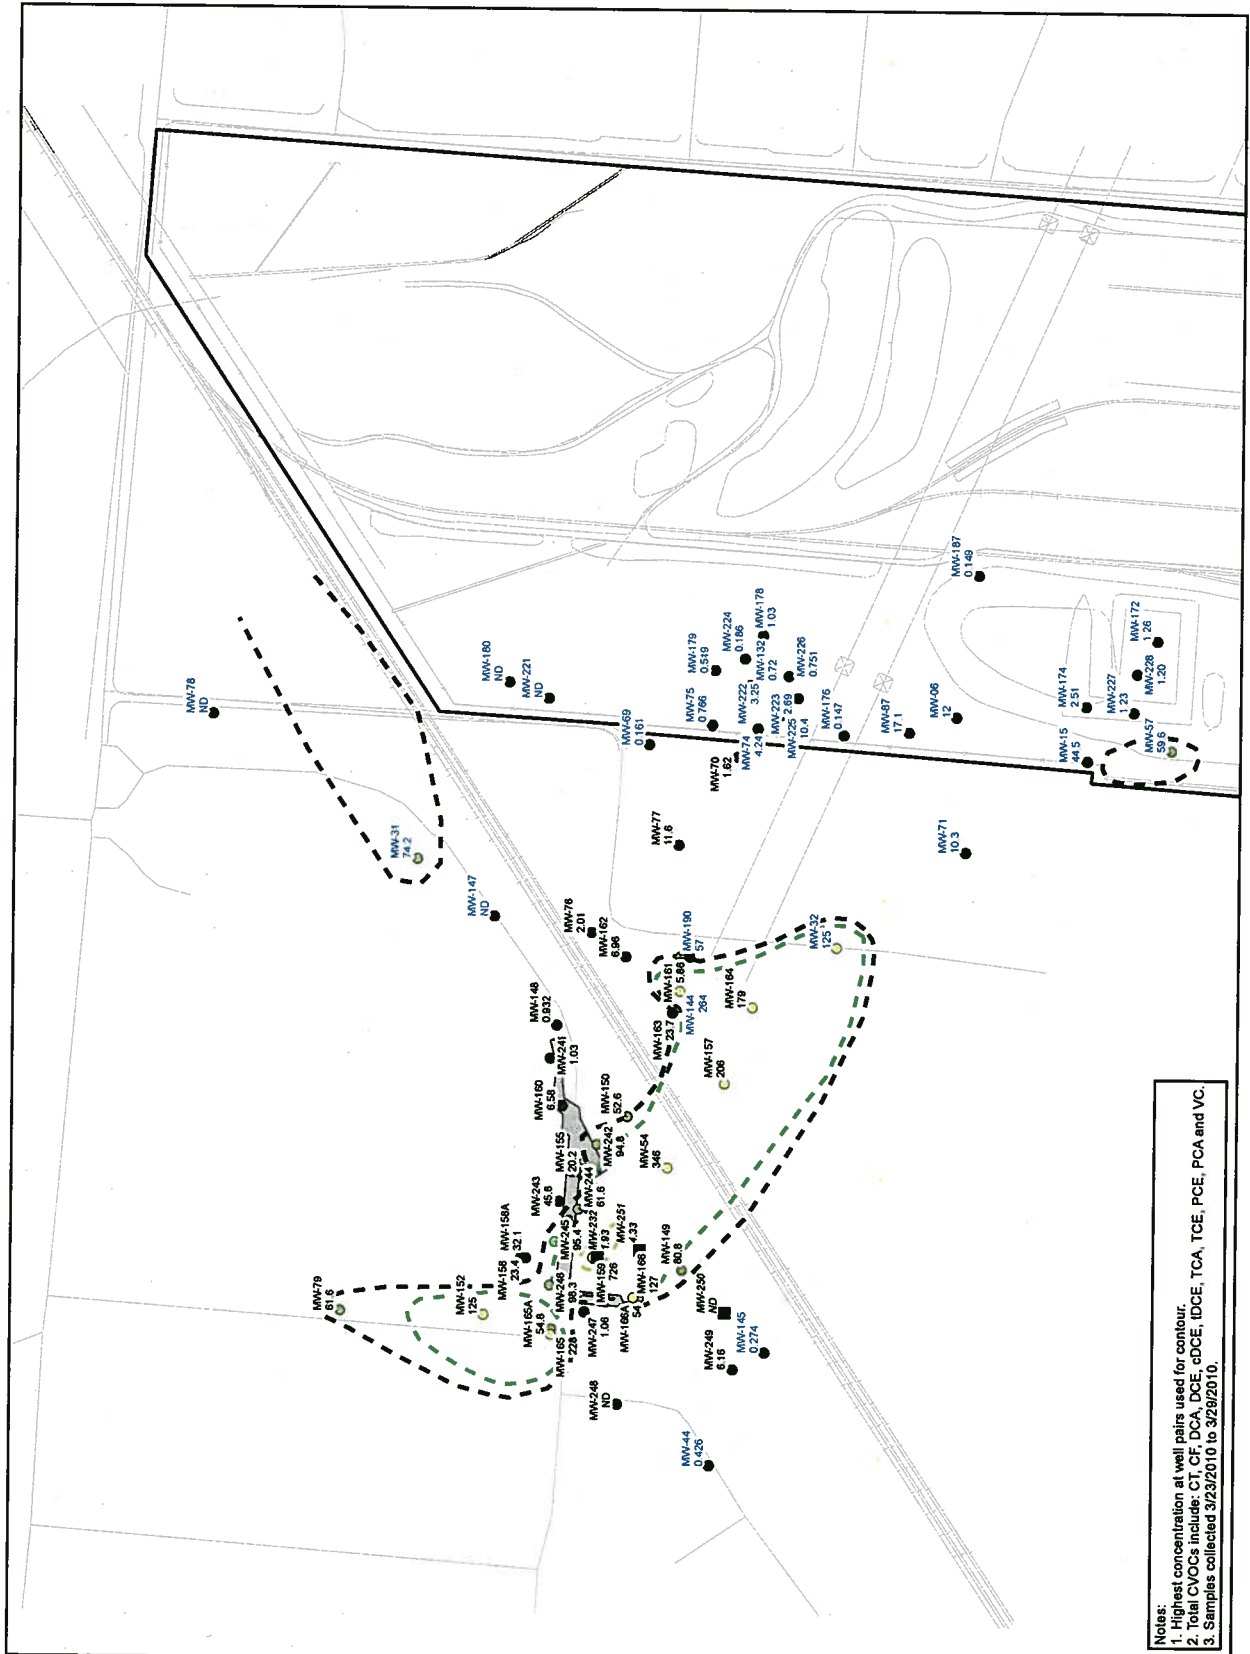 MW-78
ND
MW-180
ND
MW-221
ND
MW-69
0.161
MW-31
74.2
MW-147
ND
MW-179
0.519
MW-75
0.766
MW-224
0.186
MW-178
1.03
MW-132
0.72
MW-222
3.25
MW-70
1.62
MW-74
4.24
MW-223
2.69
MW-226
0.751
MW-225
10.4
MW-176
0.147
MW-87
17.1
MW-06
12
MW-187
0.149
MW-174
2.51
MW-15
44.5
MW-227
1.23
MW-172
1.26
MW-228
1.20
MW-57
59.6
MW-77
11.6
MW-71
10.3
MW-76
2.01
MW-162
6.96
MW-190
57
MW-161
5.86
MW-32
125
MW-148
0.932
MW-163
23.7
MW-144
264
MW-164
179
MW-241
1.03
MW-160
6.58
MW-157
206
MW-150
52.6
MW-155
20.2
MW-242
94.8
MW-54
346
MW-243
45.8
MW-244
61.6
MW-158A
32.1
MW-245
95.4
MW-232
1.93
MW-251
4.33
MW-158
23.4
MW-246
98.3
MW-159
726
MW-166
127
MW-149
80.8
MW-79
61.6
MW-152
125
MW-165A
54.8
MW-165
228
MW-247
1.06
MW-166A
54
MW-250
ND
MW-249
6.16
MW-145
0.274
MW-248
ND
MW-44
0.426
Notes:
1. Highest concentration at well pairs used for contour.
2. Total CVOCs include: CT, CF, DCA, DCE, cDCE, tDCE, TCA, TCE, PCE, PCA and VC.
3. Samples collected 3/23/2010 to 3/29/2010.